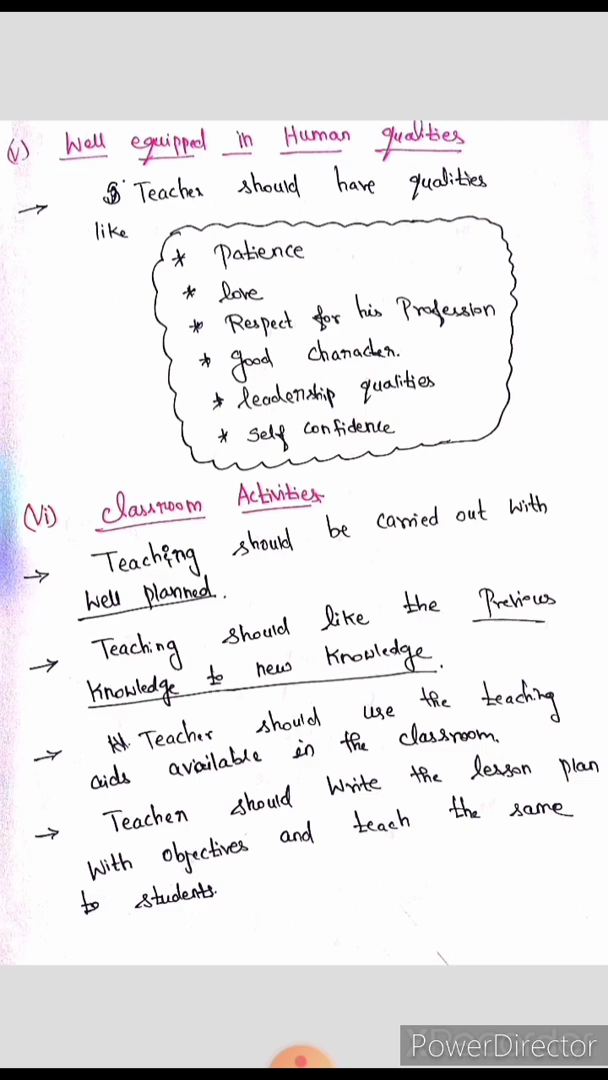 (V) Well equipped in Human qualities
→ Teacher should have qualities
like
* Patience
* love
* Respect for his Profession
* good character.
* leadership qualities
* self confidence
(Vi) Classroom Activities
→ Teaching should be carried out with
well planned.
→ Teaching should like the Previous
knowledge to new knowledge.
→ Teacher should use the teaching
aids available in the classroom.
→ Teacher should write the lesson plan
with objectives and teach the same
to students.
PowerDirector